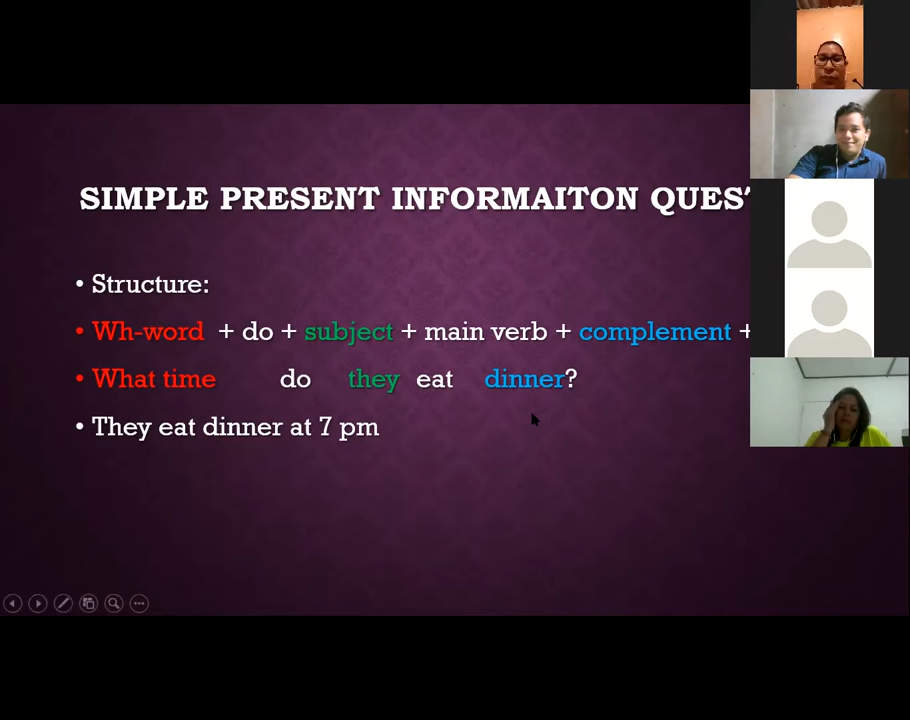 SIMPLE PRESENT INFORMAITON QUEST
• Structure:
• Wh-word + do + subject + main verb + complement +
• What time do they eat dinner?
• They eat dinner at 7 pm